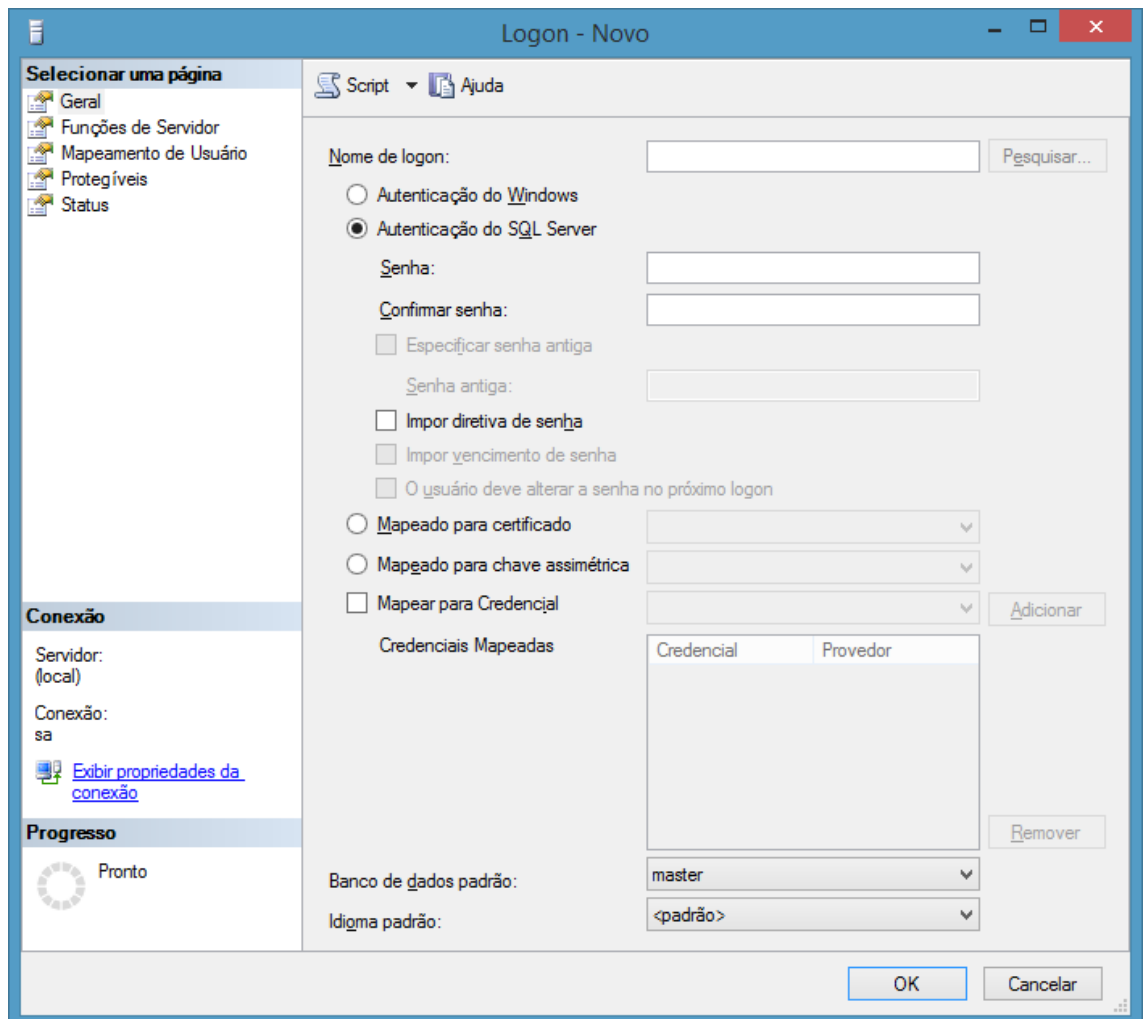 Logon - Novo
Selecionar uma página
Geral
Funções de Servidor
Mapeamento de Usuário
Protegíveis
Status
Script
Ajuda
Nome de logon:
Pesquisar...
Autenticação do Windows
Autenticação do SQL Server
Senha:
Confirmar senha:
Especificar senha antiga
Senha antiga:
Impor diretiva de senha
Impor vencimento de senha
O usuário deve alterar a senha no próximo logon
Mapeado para certificado
Mapeado para chave assimétrica
Mapear para Credencial
Adicionar
Credenciais Mapeadas
Credencial Provedor
Remover
Banco de dados padrão: master
Idioma padrão: <padrão>
Conexão
Servidor:
(local)
Conexão:
sa
Exibir propriedades da
conexão
Progresso
Pronto
OK
Cancelar